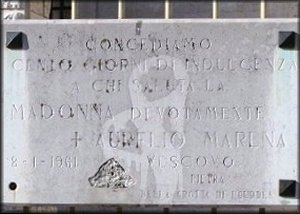 CONCEDIAMO
CENTO GIORNI DI INDULGENZA
A CHI SALUTA LA
MADONNA DEVOTAMENTE
+ AURELIO MARENA
8-1-1961 VESCOVO
PIETRA
DELLA GROTTA DI LOURDES